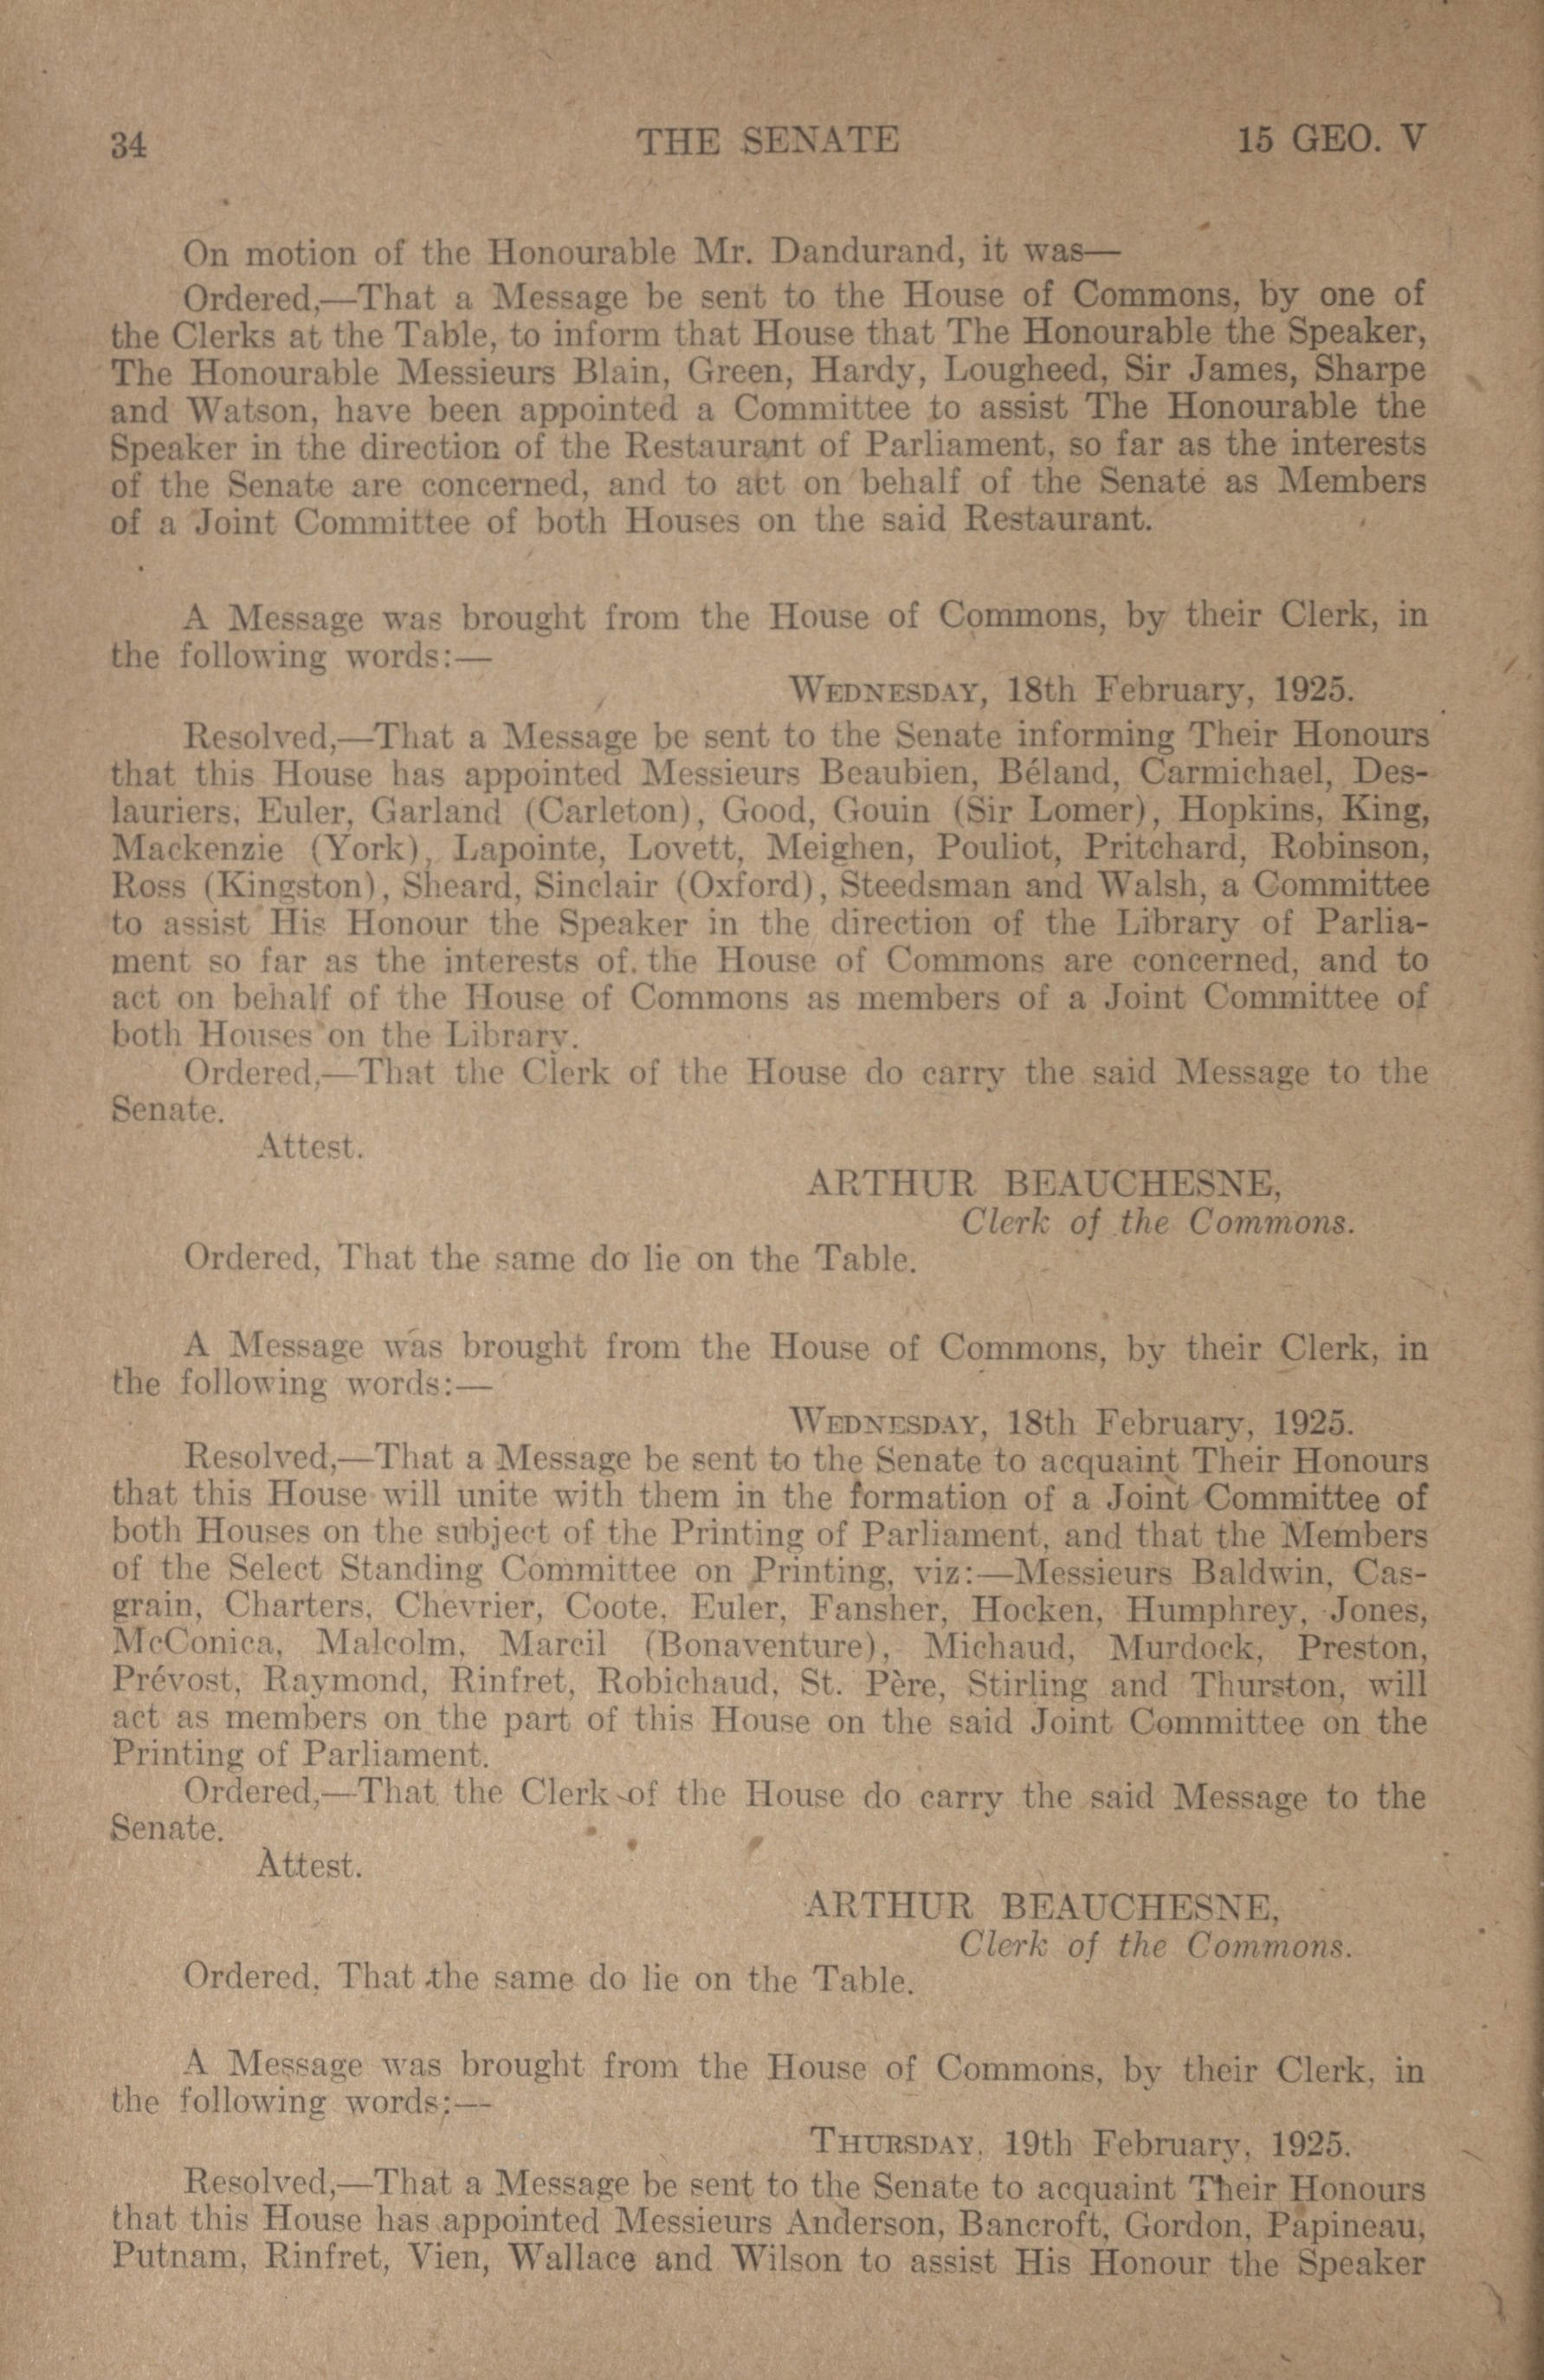 34 THE SENATE 15 GEO. V
On motion of the Honourable Mr. Dandurand, it was—
Ordered,—That a Message be sent to the House of Commons, by one of
the Clerks at the Table, to inform that House that The Honourable the Speaker,
The Honourable Messieurs Blain, Green, Hardy, Lougheed, Sir James, Sharpe
and Watson, have been appointed a Committee to assist The Honourable the
Speaker in the direction of the Restaurant of Parliament, so far as the interests
of the Senate are concerned, and to act on behalf of the Senate as Members
of a Joint Committee of both Houses on the said Restaurant.
A Message was brought from the House of Commons, by their Clerk, in
the following words:—
WEDNESDAY, 18th February, 1925.
Resolved,—That a Message be sent to the Senate informing Their Honours
that this House has appointed Messieurs Beaubien, Béland, Carmichael, Des-
lauriers, Euler, Garland (Carleton), Good, Gouin (Sir Lomer), Hopkins, King,
Mackenzie (York), Lapointe, Lovett, Meighen, Pouliot, Pritchard, Robinson,
Ross (Kingston), Sheard, Sinclair (Oxford), Steedsman and Walsh, a Committee
to assist His Honour the Speaker in the direction of the Library of Parlia-
ment so far as the interests of the House of Commons are concerned, and to
act on behalf of the House of Commons as members of a Joint Committee of
both Houses on the Library.
Ordered,—That the Clerk of the House do carry the said Message to the
Senate.
Attest.
ARTHUR BEAUCHESNE,
Clerk of the Commons.
Ordered, That the same do lie on the Table.
A Message was brought from the House of Commons, by their Clerk, in
the following words:—
WEDNESDAY, 18th February, 1925.
Resolved,—That a Message be sent to the Senate to acquaint Their Honours
that this House will unite with them in the formation of a Joint Committee of
both Houses on the subject of the Printing of Parliament, and that the Members
of the Select Standing Committee on Printing, viz:—Messieurs Baldwin, Cas-
grain, Charters, Chevrier, Coote, Euler, Fansher, Hocken, Humphrey, Jones,
McConica, Malcolm, Marcil (Bonaventure), Michaud, Murdock, Preston,
Prévost, Raymond, Rinfret, Robichaud, St. Père, Stirling and Thurston, will
act as members on the part of this House on the said Joint Committee on the
Printing of Parliament.
Ordered,—That the Clerk of the House do carry the said Message to the
Senate.
Attest.
ARTHUR BEAUCHESNE,
Clerk of the Commons.
Ordered, That the same do lie on the Table.
A Message was brought from the House of Commons, by their Clerk, in
the following words:—
THURSDAY, 19th February, 1925.
Resolved,—That a Message be sent to the Senate to acquaint Their Honours
that this House has appointed Messieurs Anderson, Bancroft, Gordon, Papineau,
Putnam, Rinfret, Vien, Wallace and Wilson to assist His Honour the Speaker